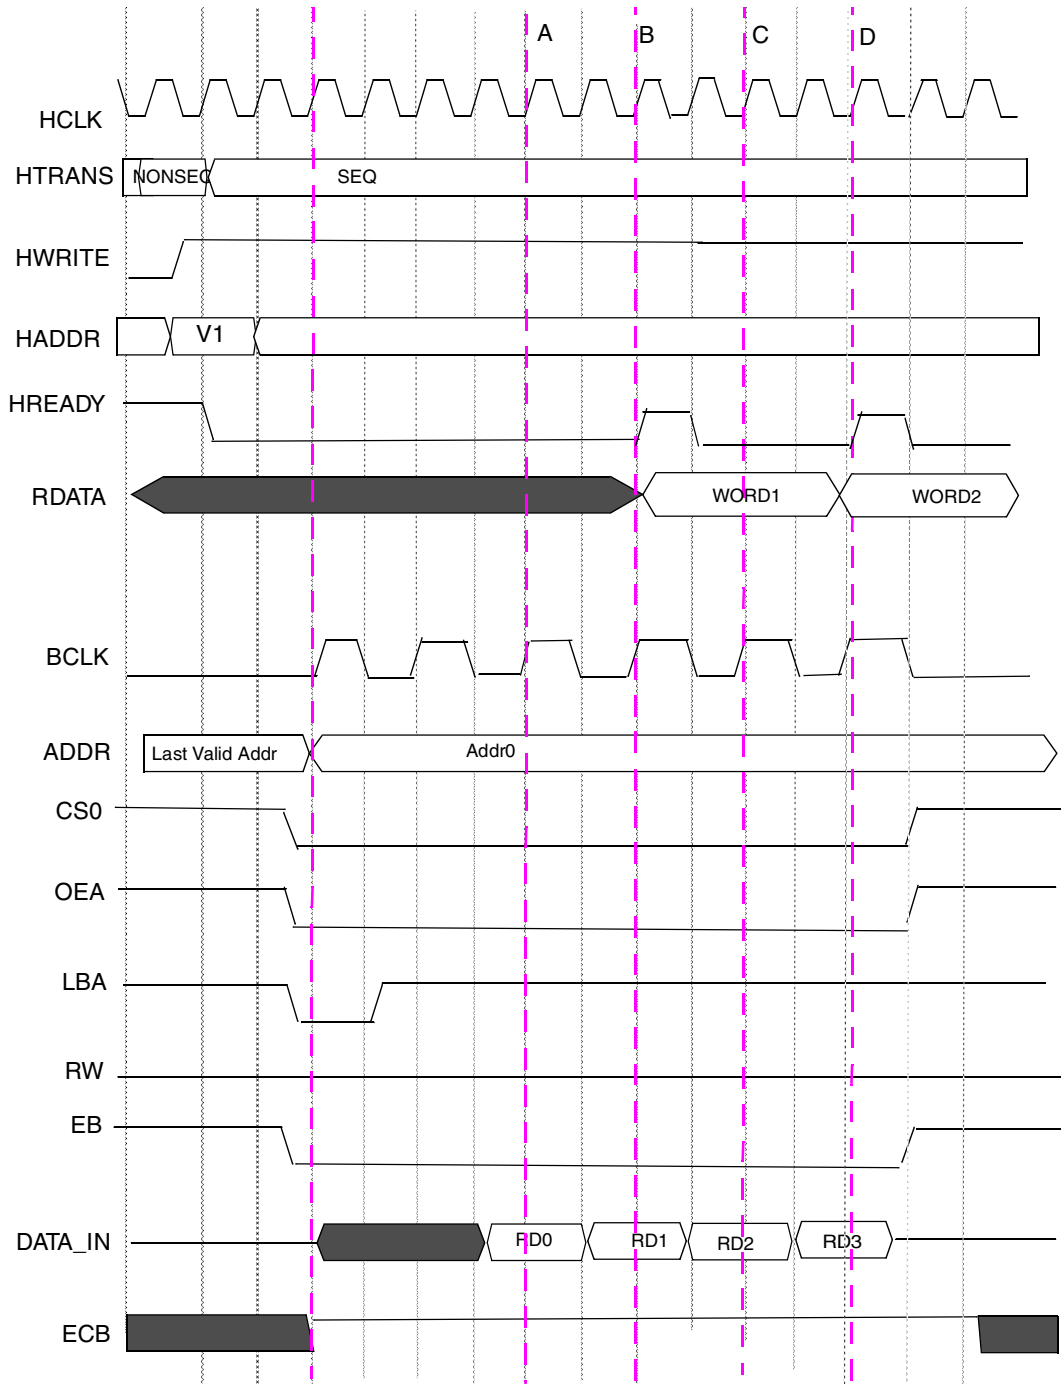 A B C D
HCLK
HTRANS NONSEQ SEQ
HWRITE
HADDR V1
HREADY
RDATA WORD1 WORD2
BCLK
ADDR Last Valid Addr Addr0
CS0
OEA
LBA
RW
EB
DATA_IN RD0 RD1 RD2 RD3
ECB